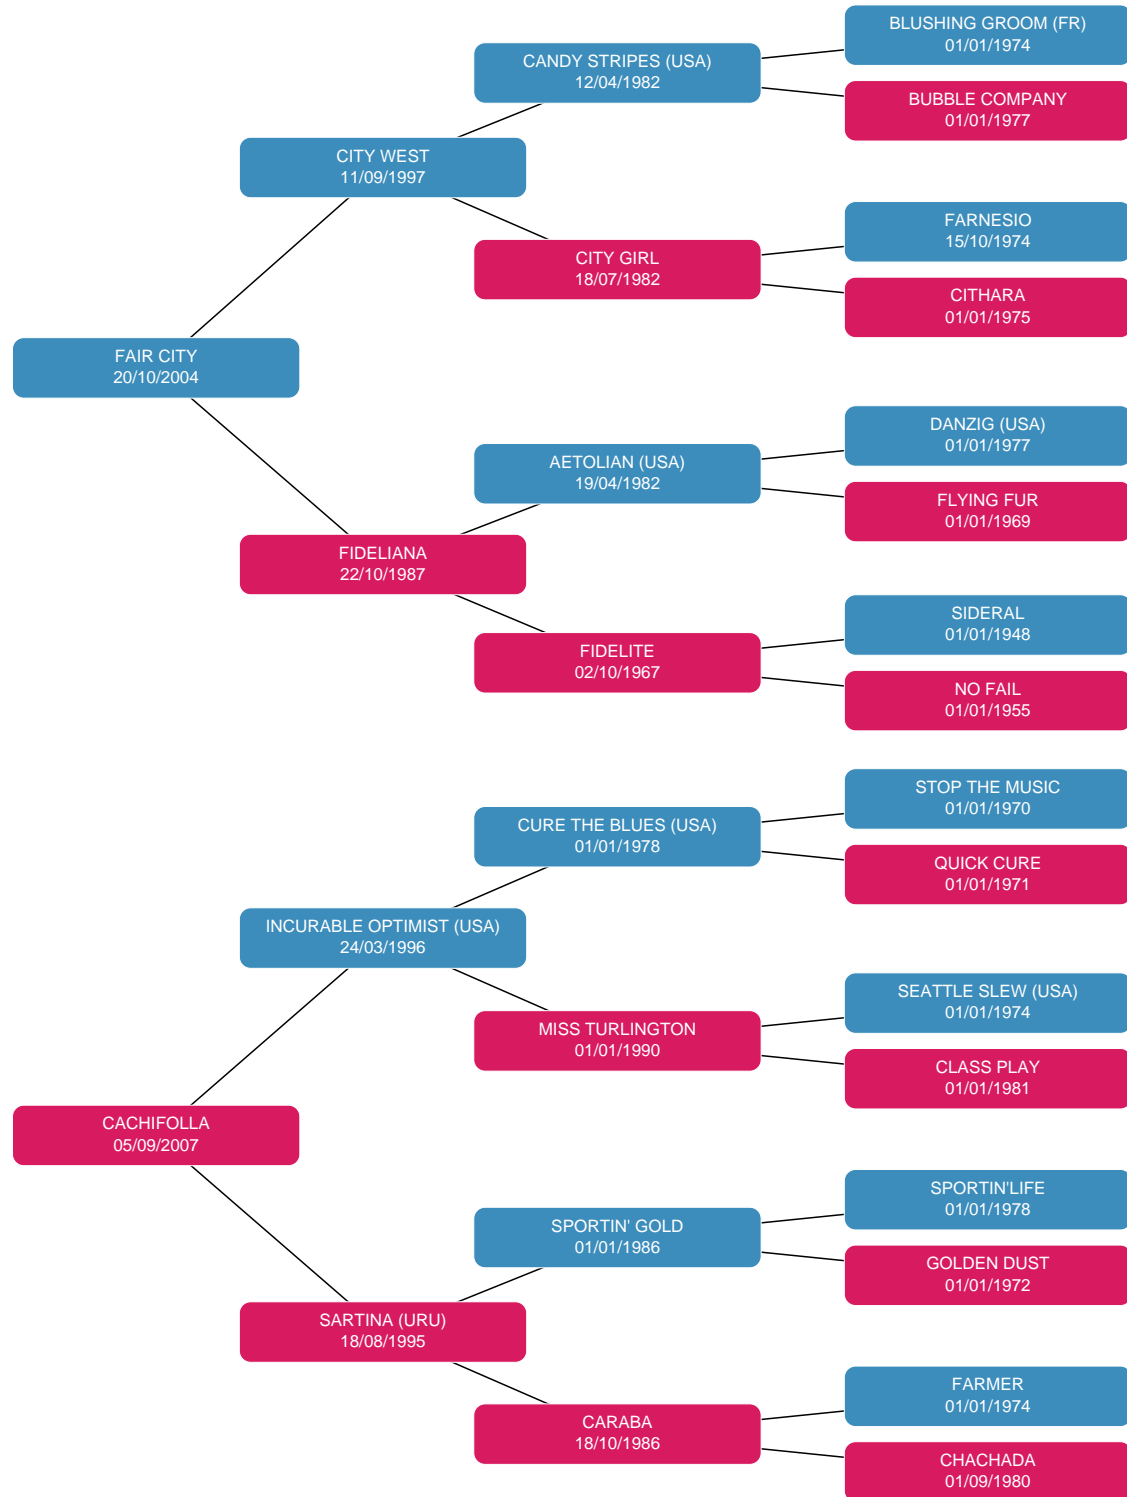 BLUSHING GROOM (FR)
01/01/1974
CANDY STRIPES (USA)
12/04/1982
BUBBLE COMPANY
01/01/1977
CITY WEST
11/09/1997
FARNESIO
15/10/1974
CITY GIRL
18/07/1982
CITHARA
01/01/1975
FAIR CITY
20/10/2004
DANZIG (USA)
01/01/1977
AETOLIAN (USA)
19/04/1982
FLYING FUR
01/01/1969
FIDELIANA
22/10/1987
SIDERAL
01/01/1948
FIDELITE
02/10/1967
NO FAIL
01/01/1955
STOP THE MUSIC
01/01/1970
CURE THE BLUES (USA)
01/01/1978
QUICK CURE
01/01/1971
INCURABLE OPTIMIST (USA)
24/03/1996
SEATTLE SLEW (USA)
01/01/1974
MISS TURLINGTON
01/01/1990
CLASS PLAY
01/01/1981
CACHIFOLLA
05/09/2007
SPORTIN'LIFE
01/01/1978
SPORTIN' GOLD
01/01/1986
GOLDEN DUST
01/01/1972
SARTINA (URU)
18/08/1995
FARMER
01/01/1974
CARABA
18/10/1986
CHACHADA
01/09/1980